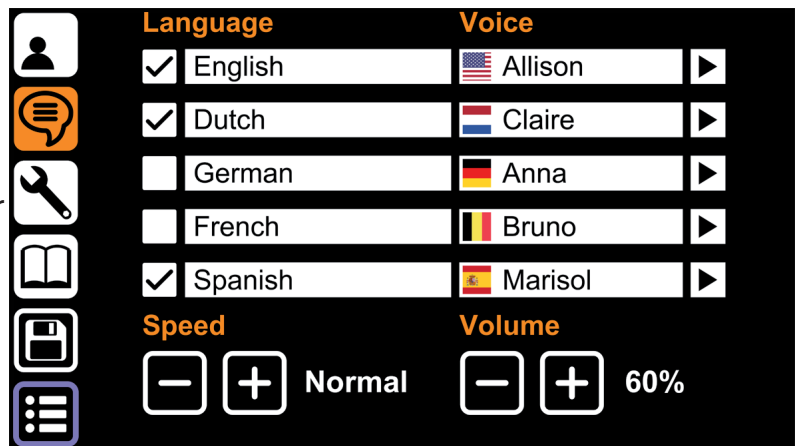 Language Voice
English Allison
Dutch Claire
German Anna
French Bruno
Spanish Marisol
Speed Volume
Normal 60%